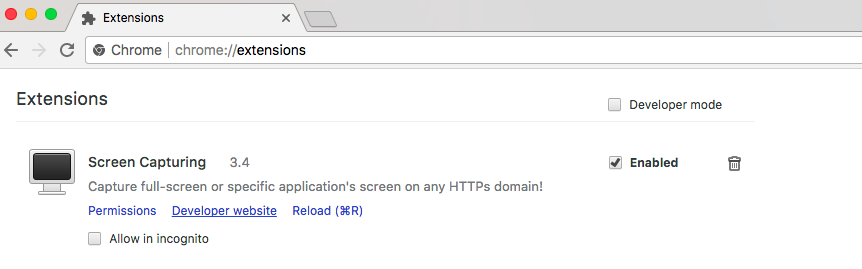 Extensions
Chrome chrome://extensions
Extensions
Developer mode
Screen Capturing 3.4 Enabled
Capture full-screen or specific application's screen on any HTTPs domain!
Permissions Developer website Reload (⌘R)
Allow in incognito